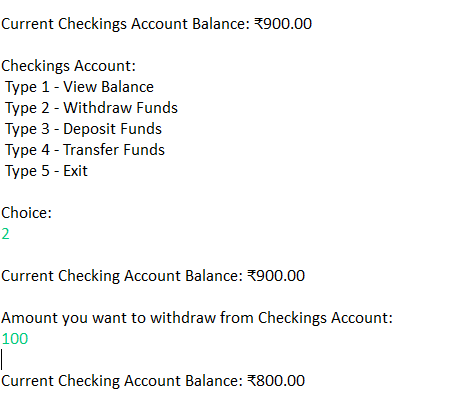 Current Checkings Account Balance: ₹900.00
Checkings Account:
Type 1 - View Balance
Type 2 - Withdraw Funds
Type 3 - Deposit Funds
Type 4 - Transfer Funds
Type 5 - Exit
Choice:
2
Current Checking Account Balance: ₹900.00
Amount you want to withdraw from Checkings Account:
100
Current Checking Account Balance: ₹800.00